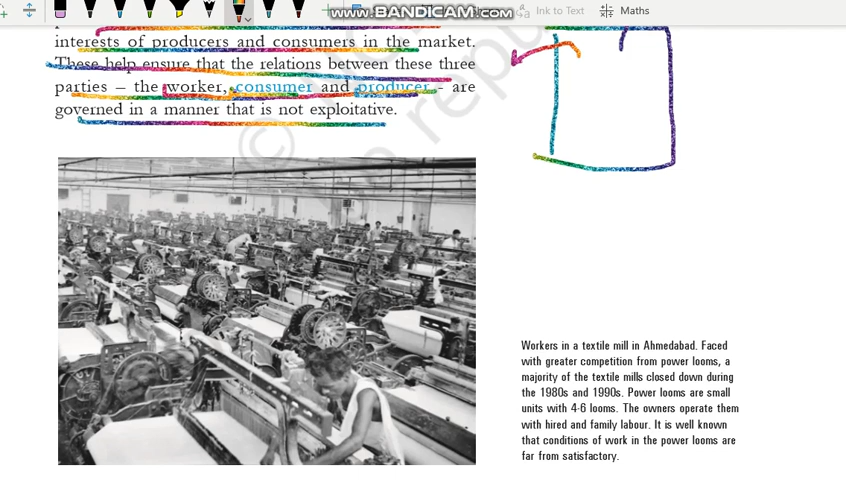 www.BANDICAM.com
Ink to Text
Maths
interests of producers and consumers in the market.
These help ensure that the relations between these three
parties – the worker, consumer and producer - are
governed in a manner that is not exploitative.
Workers in a textile mill in Ahmedabad. Faced
with greater competition from power looms, a
majority of the textile mills closed down during
the 1980s and 1990s. Power looms are small
units with 4-6 looms. The owners operate them
with hired and family labour. It is well known
that conditions of work in the power looms are
far from satisfactory.